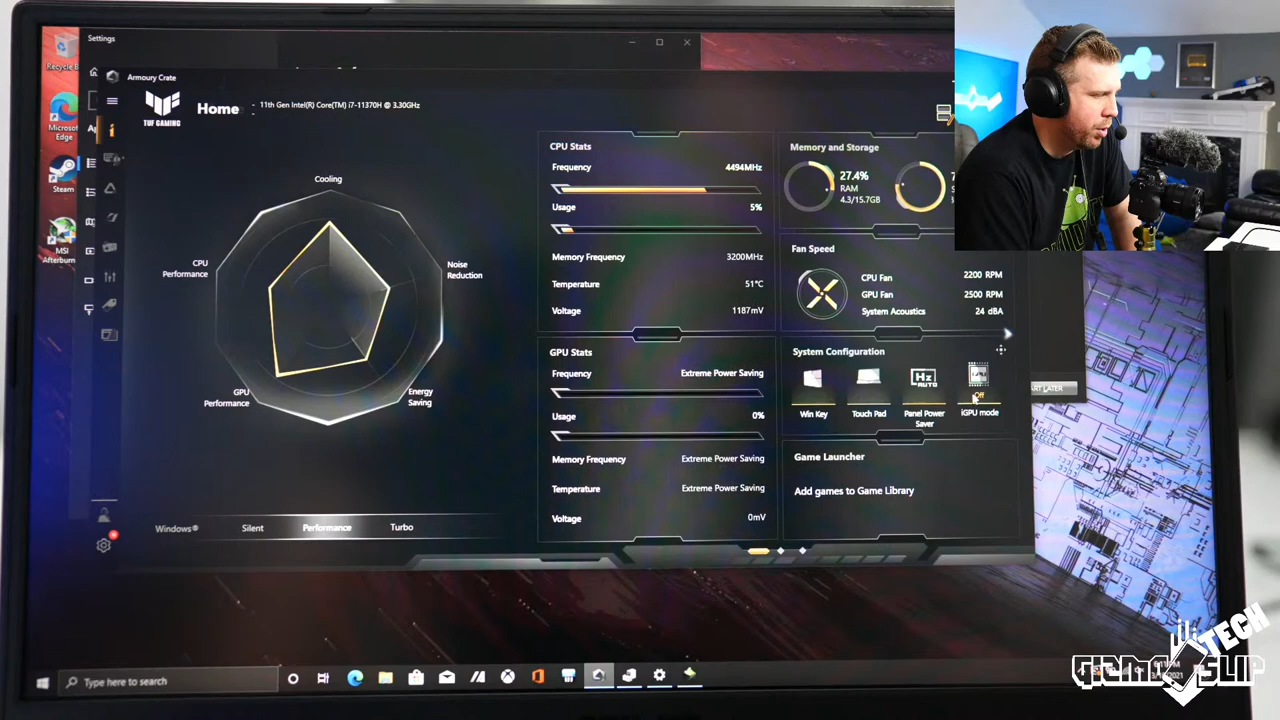 Settings
Recycle B
Armoury Crate
TUF GAMING
Home
11th Gen Intel(R) Core(TM) i7-11370H @ 3.30GHz
Microsoft
Edge
Steam
MSI
Afterburn
Cooling
CPU
Performance
Noise
Reduction
GPU
Performance
Energy
Saving
Windows®
Silent
Performance
Turbo
CPU Stats
Frequency
4494MHz
Usage
5%
Memory Frequency
3200MHz
Temperature
51°C
Voltage
1187mV
GPU Stats
Frequency
Extreme Power Saving
Usage
0%
Memory Frequency
Extreme Power Saving
Temperature
Extreme Power Saving
Voltage
0mV
Memory and Storage
27.4%
RAM
4.3/15.7GB
Fan Speed
CPU Fan
2200 RPM
GPU Fan
2500 RPM
System Acoustics
24 dBA
System Configuration
Hz
AUTO
Off
Win Key
Touch Pad
Panel Power
Saver
iGPU mode
ART LATER
Game Launcher
Add games to Game Library
Type here to search
GIZMO SLIP
TECH